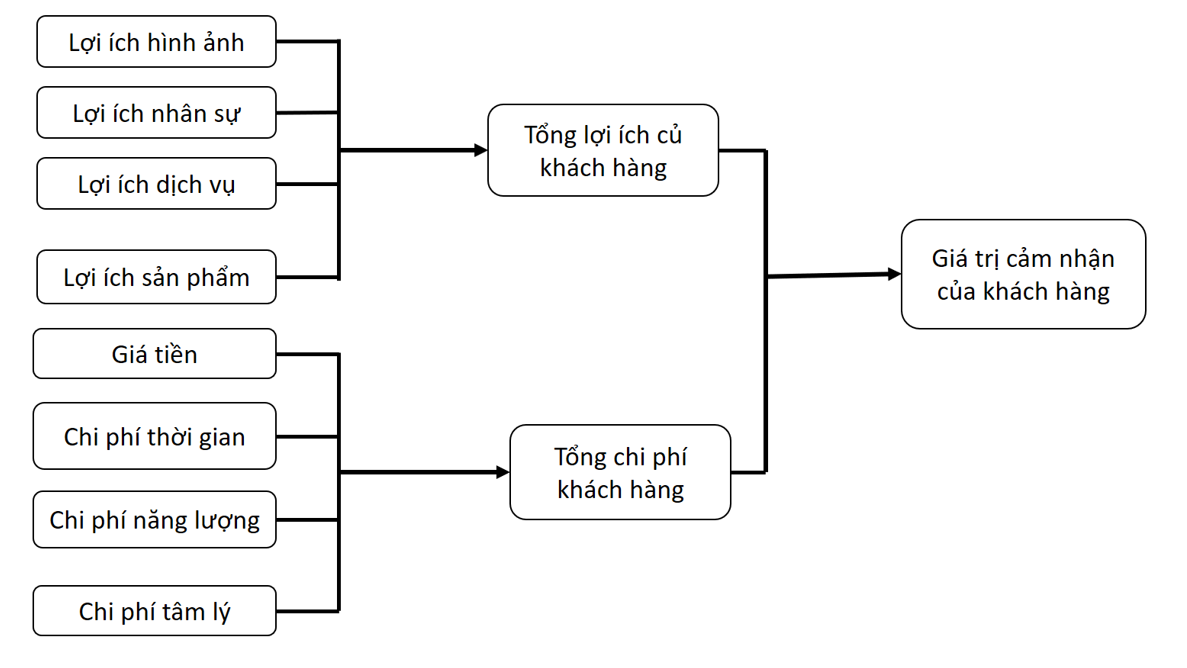 Lợi ích hình ảnh
Lợi ích nhân sự
Lợi ích dịch vụ
Lợi ích sản phẩm
Giá tiền
Chi phí thời gian
Chi phí năng lượng
Chi phí tâm lý
Tổng lợi ích củ
khách hàng
Tổng chi phí
khách hàng
Giá trị cảm nhận
của khách hàng